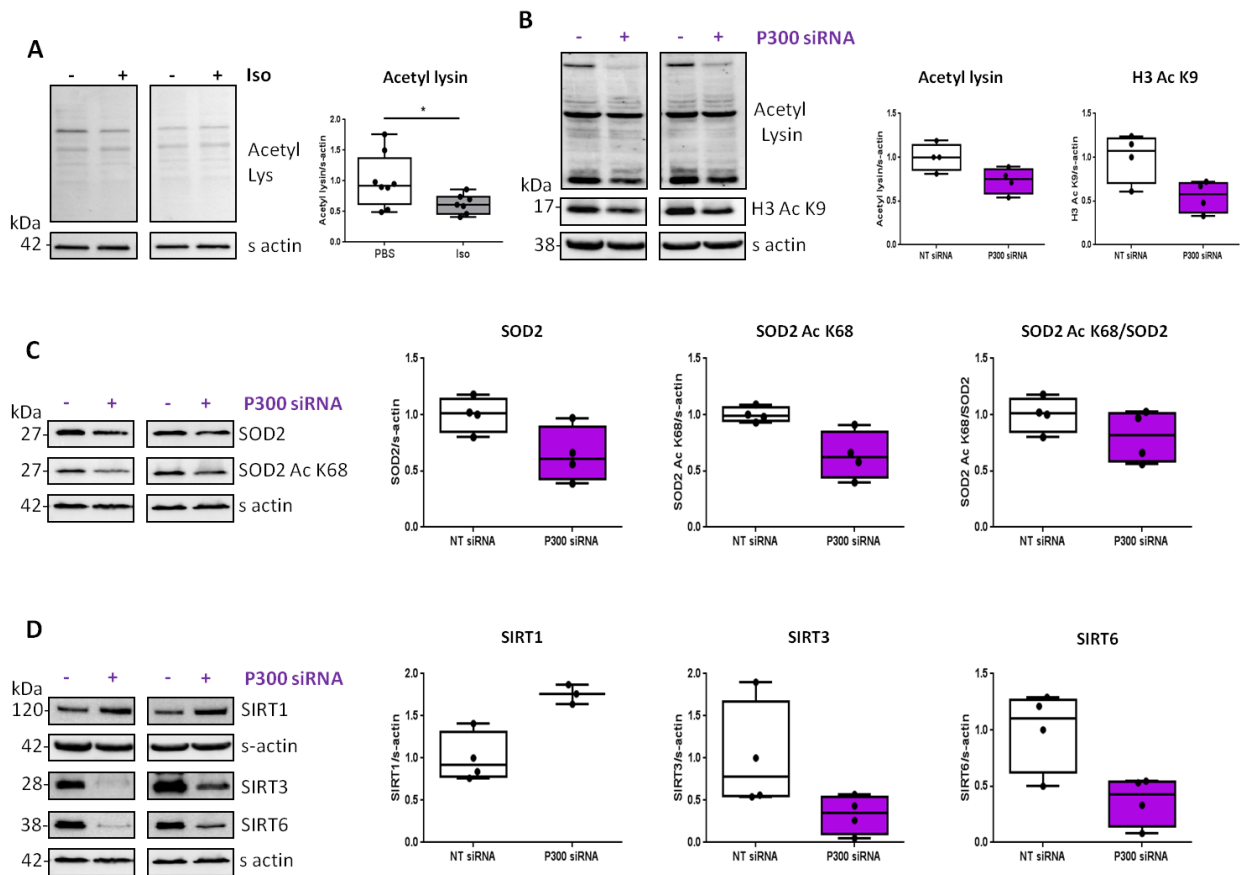 A
- + - + Iso
Acetyl
Lys
kDa
42
s actin
Acetyl lysin
*
Acetyl lysin/s-actin
2.0
1.5
1.0
0.5
0.0
PBS Iso
B
- + - + P300 siRNA
Acetyl
Lysin
kDa
17
H3 Ac K9
38
s actin
Acetyl lysin
Acetyl lysin/s-actin
1.5
1.0
0.5
0.0
NT siRNA P300 siRNA
H3 Ac K9
H3 Ac K9/s-actin
1.5
1.0
0.5
0.0
NT siRNA P300 siRNA
C
- + - + P300 siRNA
kDa
27
SOD2
27
SOD2 Ac K68
42
s actin
SOD2
SOD2/s-actin
1.5
1.0
0.5
0.0
NT siRNA P300 siRNA
SOD2 Ac K68
SOD2 Ac K68/s-actin
1.5
1.0
0.5
0.0
NT siRNA P300 siRNA
SOD2 Ac K68/SOD2
SOD2 Ac K68/SOD2
1.5
1.0
0.5
0.0
NT siRNA P300 siRNA
D
- + - + P300 siRNA
kDa
120
SIRT1
42
s-actin
28
SIRT3
38
SIRT6
42
s actin
SIRT1
SIRT1/s-actin
2.0
1.5
1.0
0.5
0.0
NT siRNA P300 siRNA
SIRT3
SIRT3/s-actin
2.0
1.5
1.0
0.5
0.0
NT siRNA P300 siRNA
SIRT6
SIRT6/s-actin
1.5
1.0
0.5
0.0
NT siRNA P300 siRNA